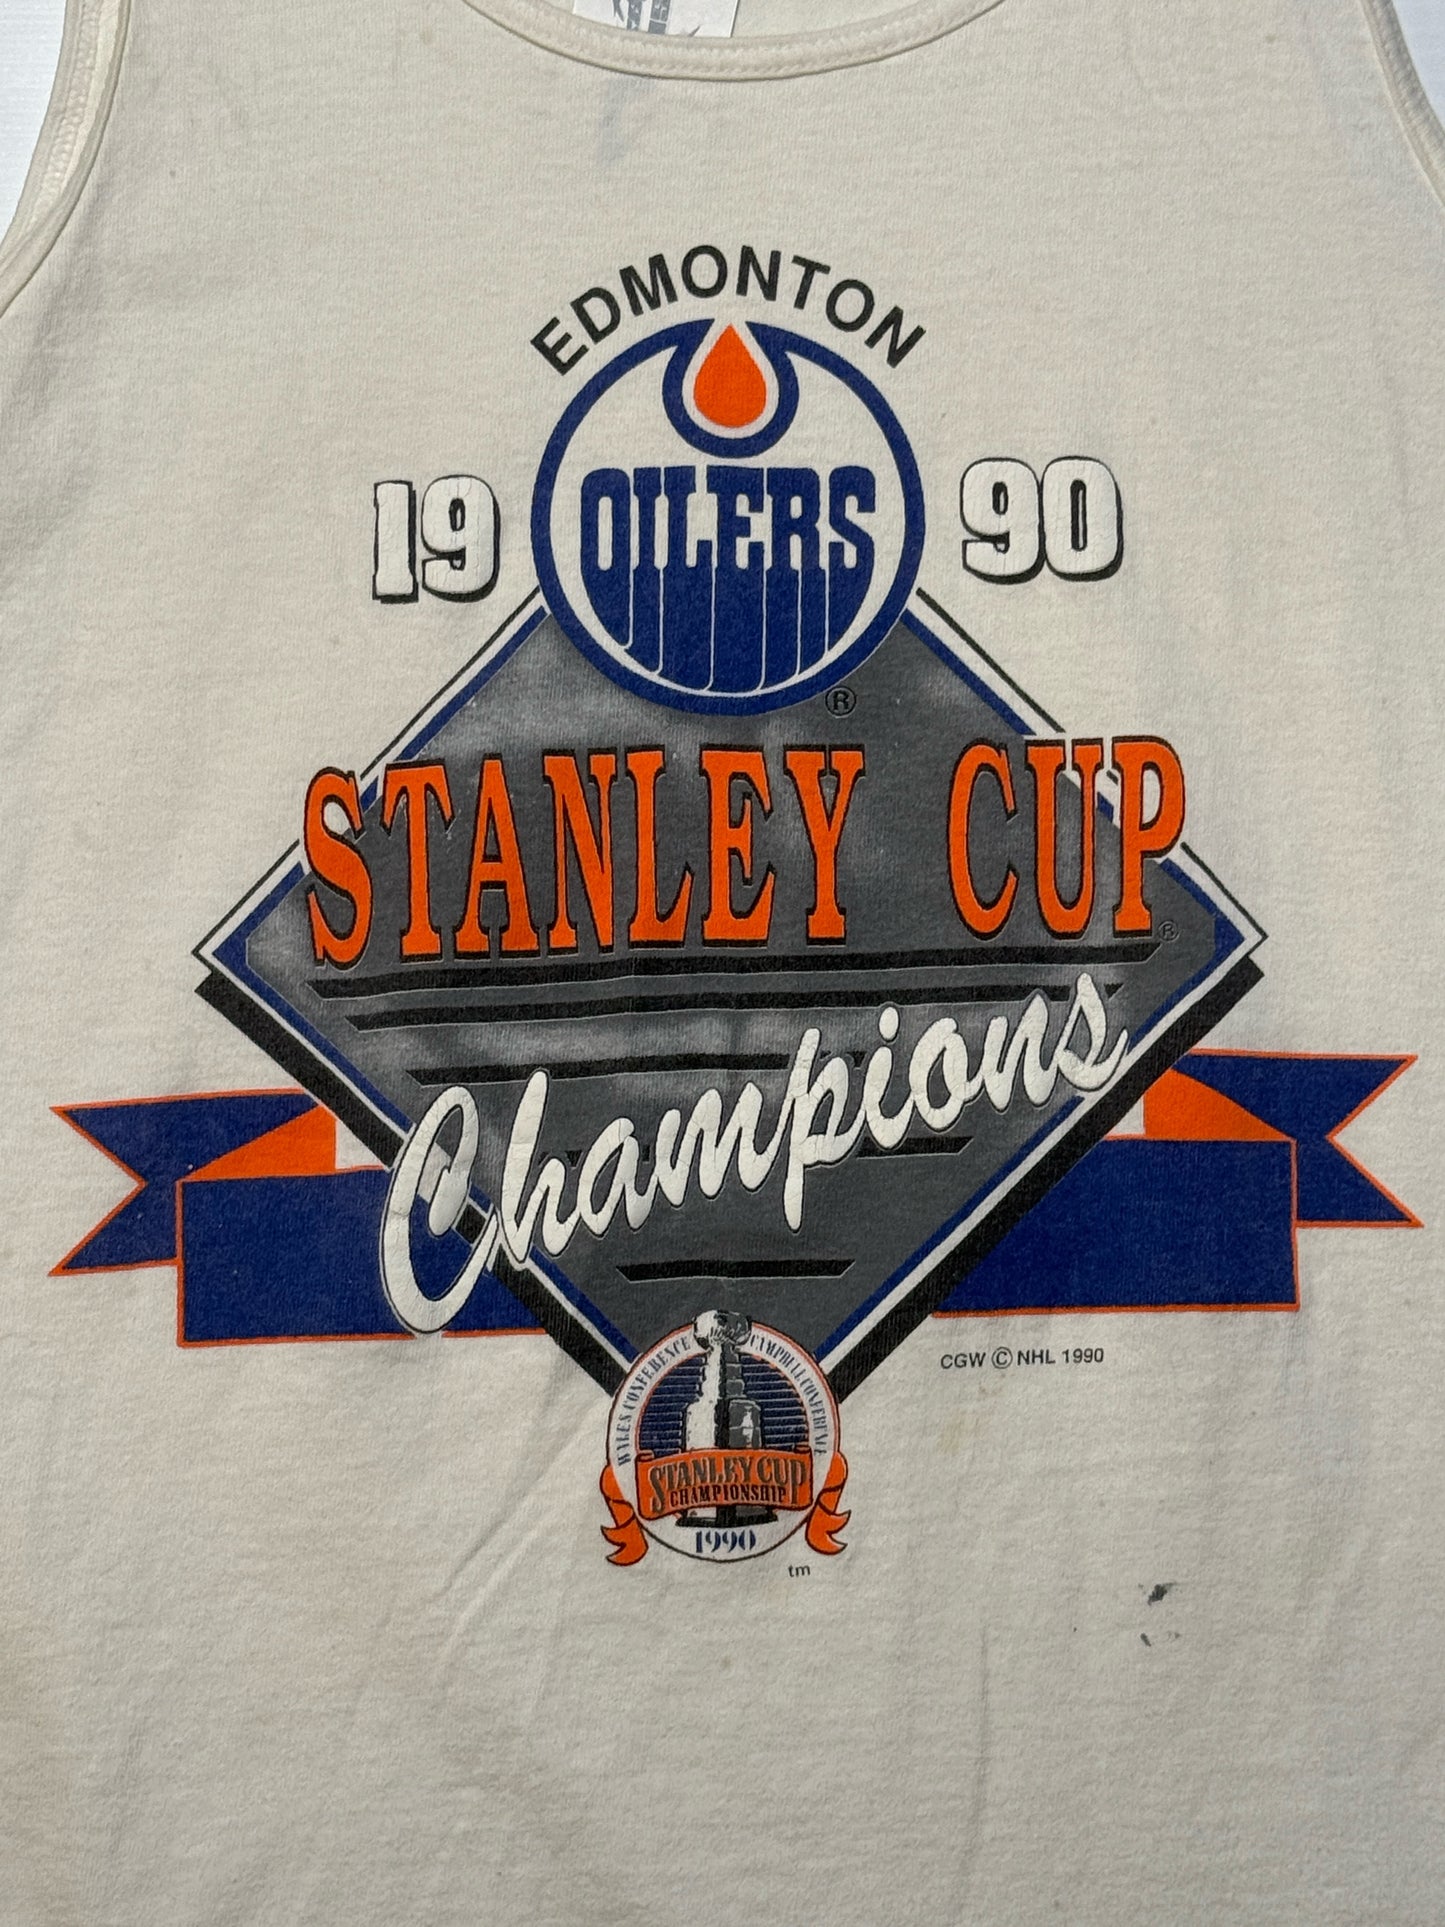 EDMONTON
19 90
OILERS
®
STANLEY CUP
®
Champions
CGW © NHL 1990
WALES CONFERENCE CAMPBELL CONFERENCE
STANLEY CUP
CHAMPIONSHIP
1990
tm